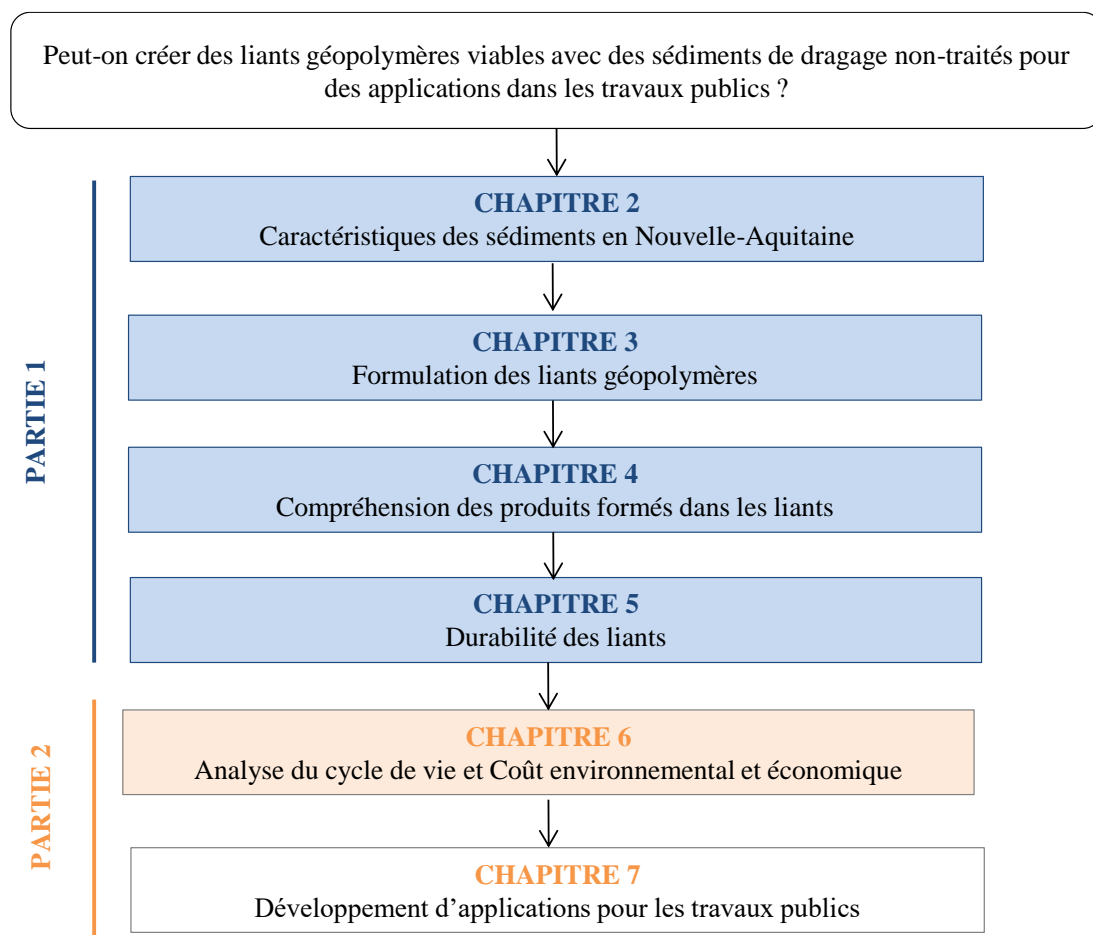 Peut-on créer des liants géopolymères viables avec des sédiments de dragage non-traités pour
des applications dans les travaux publics ?
PARTIE 1
CHAPITRE 2
Caractéristiques des sédiments en Nouvelle-Aquitaine
CHAPITRE 3
Formulation des liants géopolymères
CHAPITRE 4
Compréhension des produits formés dans les liants
CHAPITRE 5
Durabilité des liants
PARTIE 2
CHAPITRE 6
Analyse du cycle de vie et Coût environnemental et économique
CHAPITRE 7
Développement d’applications pour les travaux publics